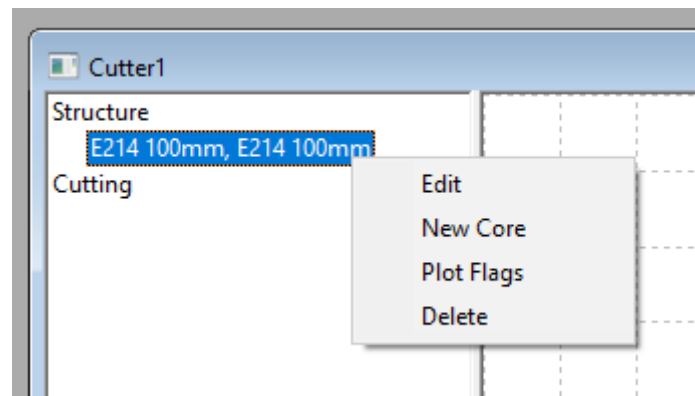 Cutter1
Structure
E214 100mm, E214 100mm
Cutting
Edit
New Core
Plot Flags
Delete